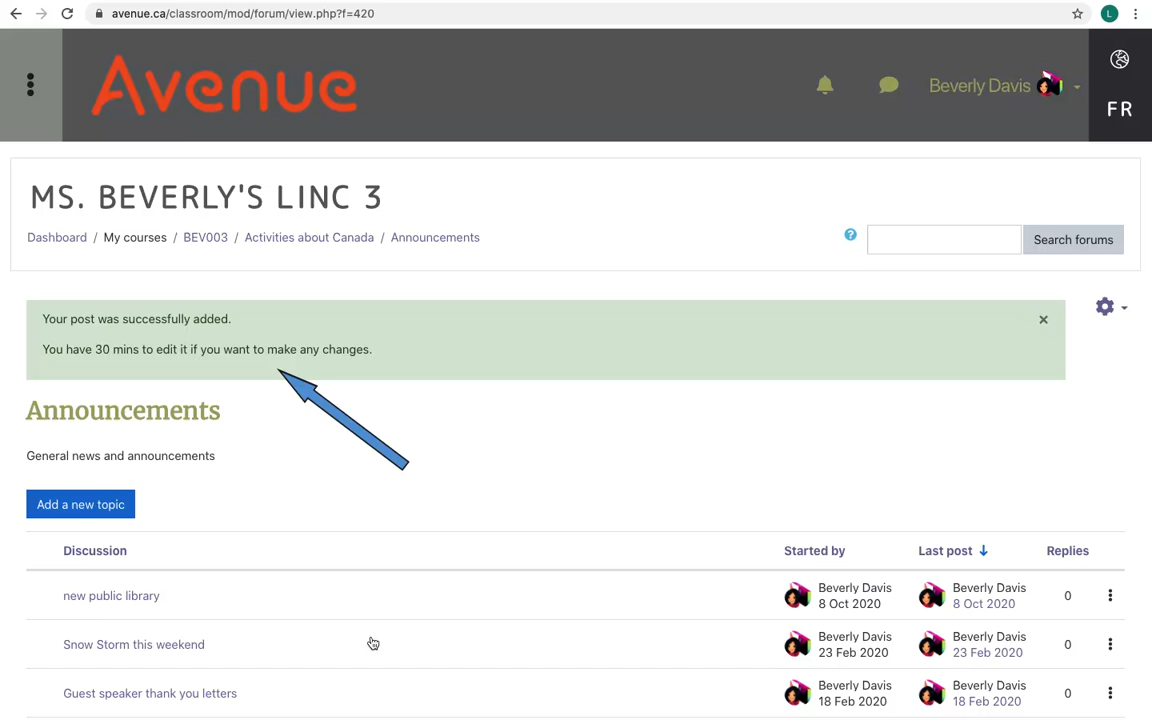 avenue.ca/classroom/mod/forum/view.php?f=420
L
Avenue
Beverly Davis
FR
MS. BEVERLY'S LINC 3
Dashboard / My courses / BEV003 / Activities about Canada / Announcements
? Search forums
Your post was successfully added.
×
You have 30 mins to edit it if you want to make any changes.
Announcements
General news and announcements
Add a new topic
Discussion Started by Last post ↓ Replies
new public library Beverly Davis 8 Oct 2020 Beverly Davis 8 Oct 2020 0
Snow Storm this weekend Beverly Davis 23 Feb 2020 Beverly Davis 23 Feb 2020 0
Guest speaker thank you letters Beverly Davis 18 Feb 2020 Beverly Davis 18 Feb 2020 0